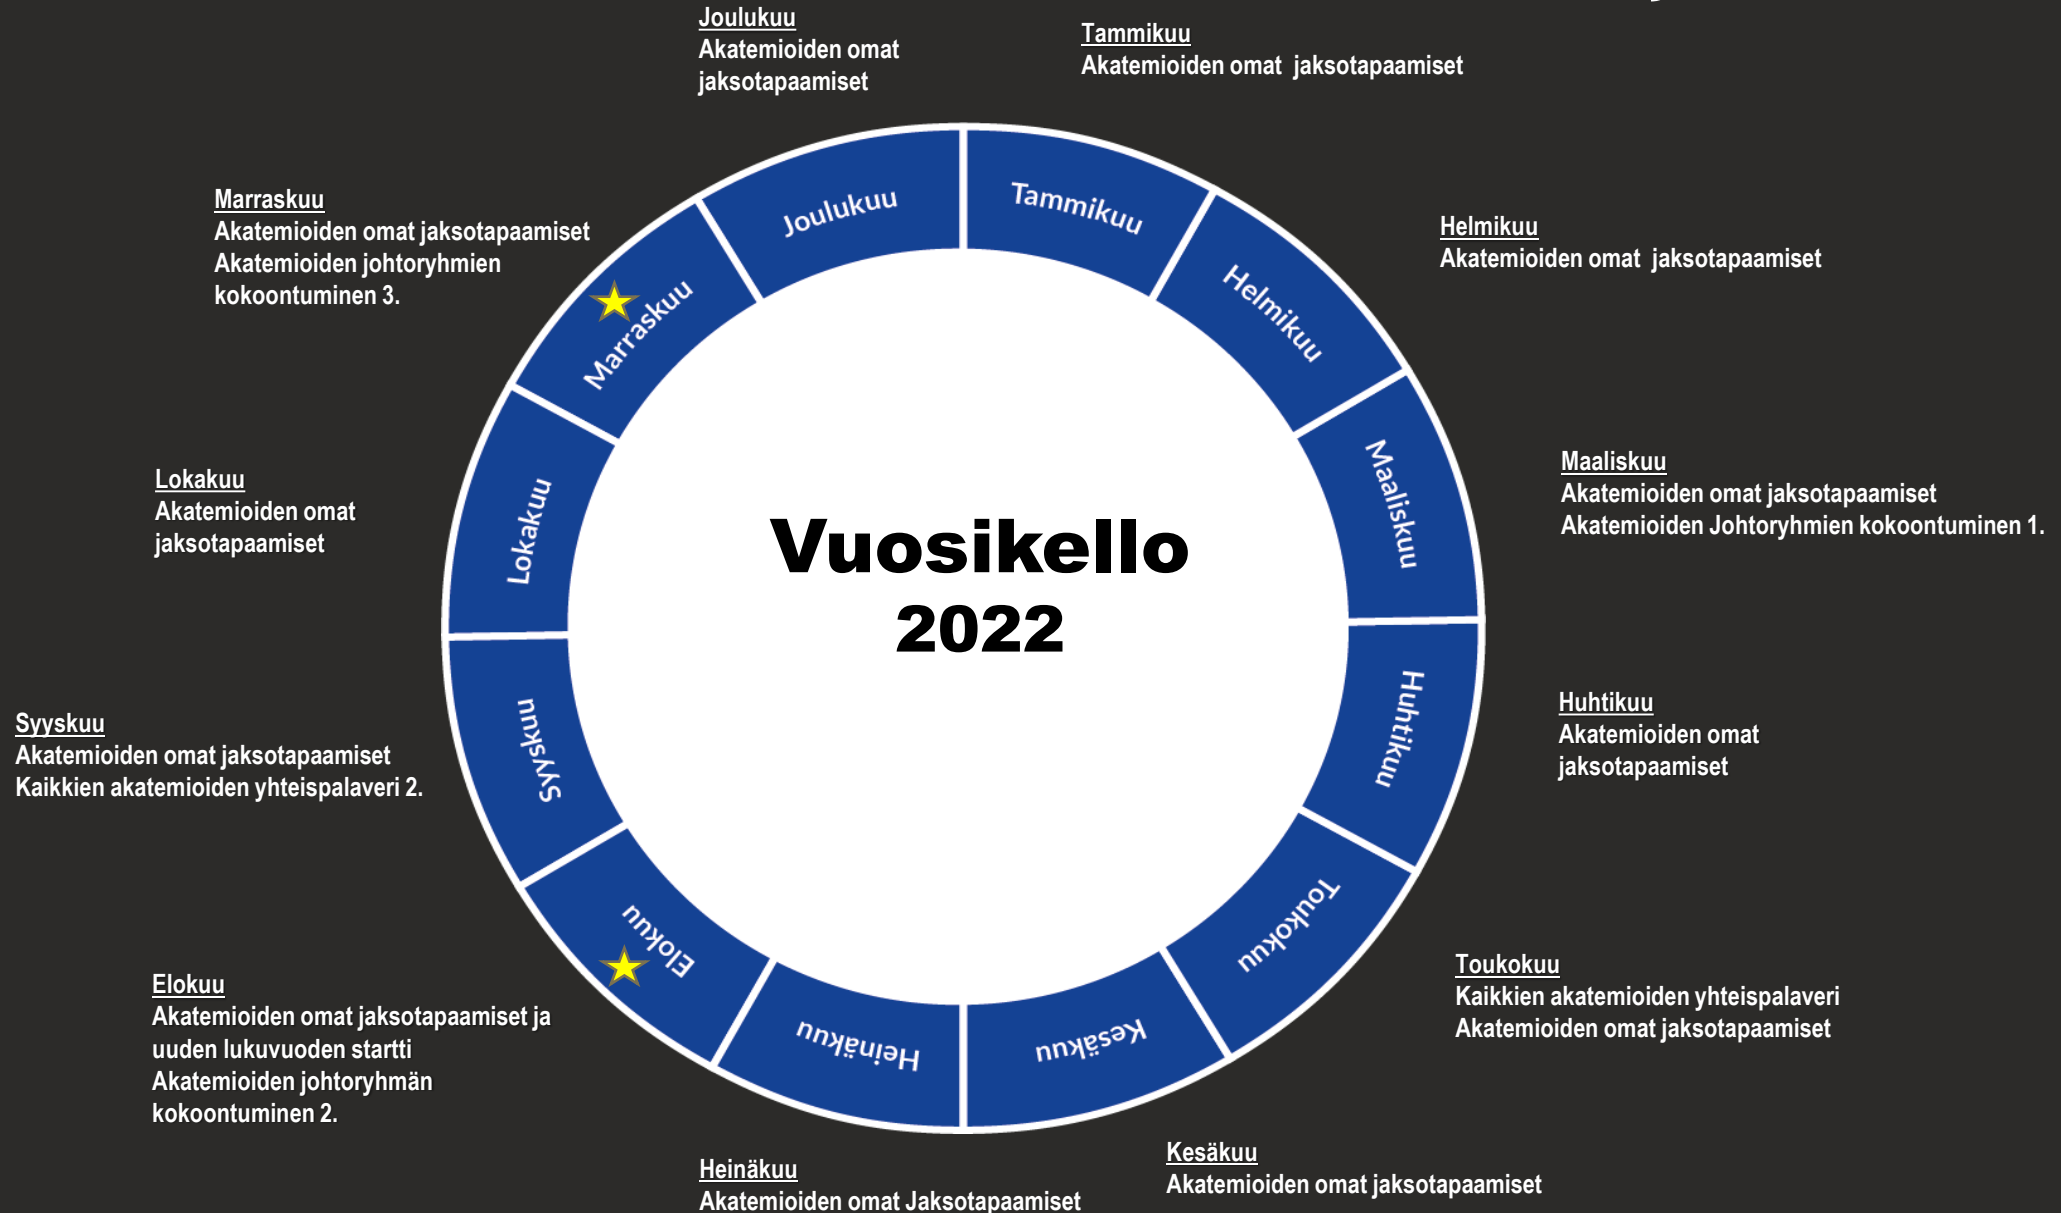 Joulukuu
Akatemioiden omat
jaksotapaamiset
Tammikuu
Akatemioiden omat jaksotapaamiset
Helmikuu
Akatemioiden omat jaksotapaamiset
Maaliskuu
Akatemioiden omat jaksotapaamiset
Akatemioiden Johtoryhmien kokoontuminen 1.
Huhtikuu
Akatemioiden omat
jaksotapaamiset
Toukokuu
Kaikkien akatemioiden yhteispalaveri
Akatemioiden omat jaksotapaamiset
Kesäkuu
Akatemioiden omat jaksotapaamiset
Heinäkuu
Akatemioiden omat Jaksotapaamiset
Elokuu
Akatemioiden omat jaksotapaamiset ja
uuden lukuvuoden startti
Akatemioiden johtoryhmän
kokoontuminen 2.
Syyskuu
Akatemioiden omat jaksotapaamiset
Kaikkien akatemioiden yhteispalaveri 2.
Lokakuu
Akatemioiden omat
jaksotapaamiset
Marraskuu
Akatemioiden omat jaksotapaamiset
Akatemioiden johtoryhmien
kokoontuminen 3.
Tammikuu
Helmikuu
Maaliskuu
Huhtikuu
Toukokuu
Kesäkuu
Heinäkuu
Elokuu
Syyskuu
Lokakuu
Marraskuu
Joulukuu
Vuosikello
2022